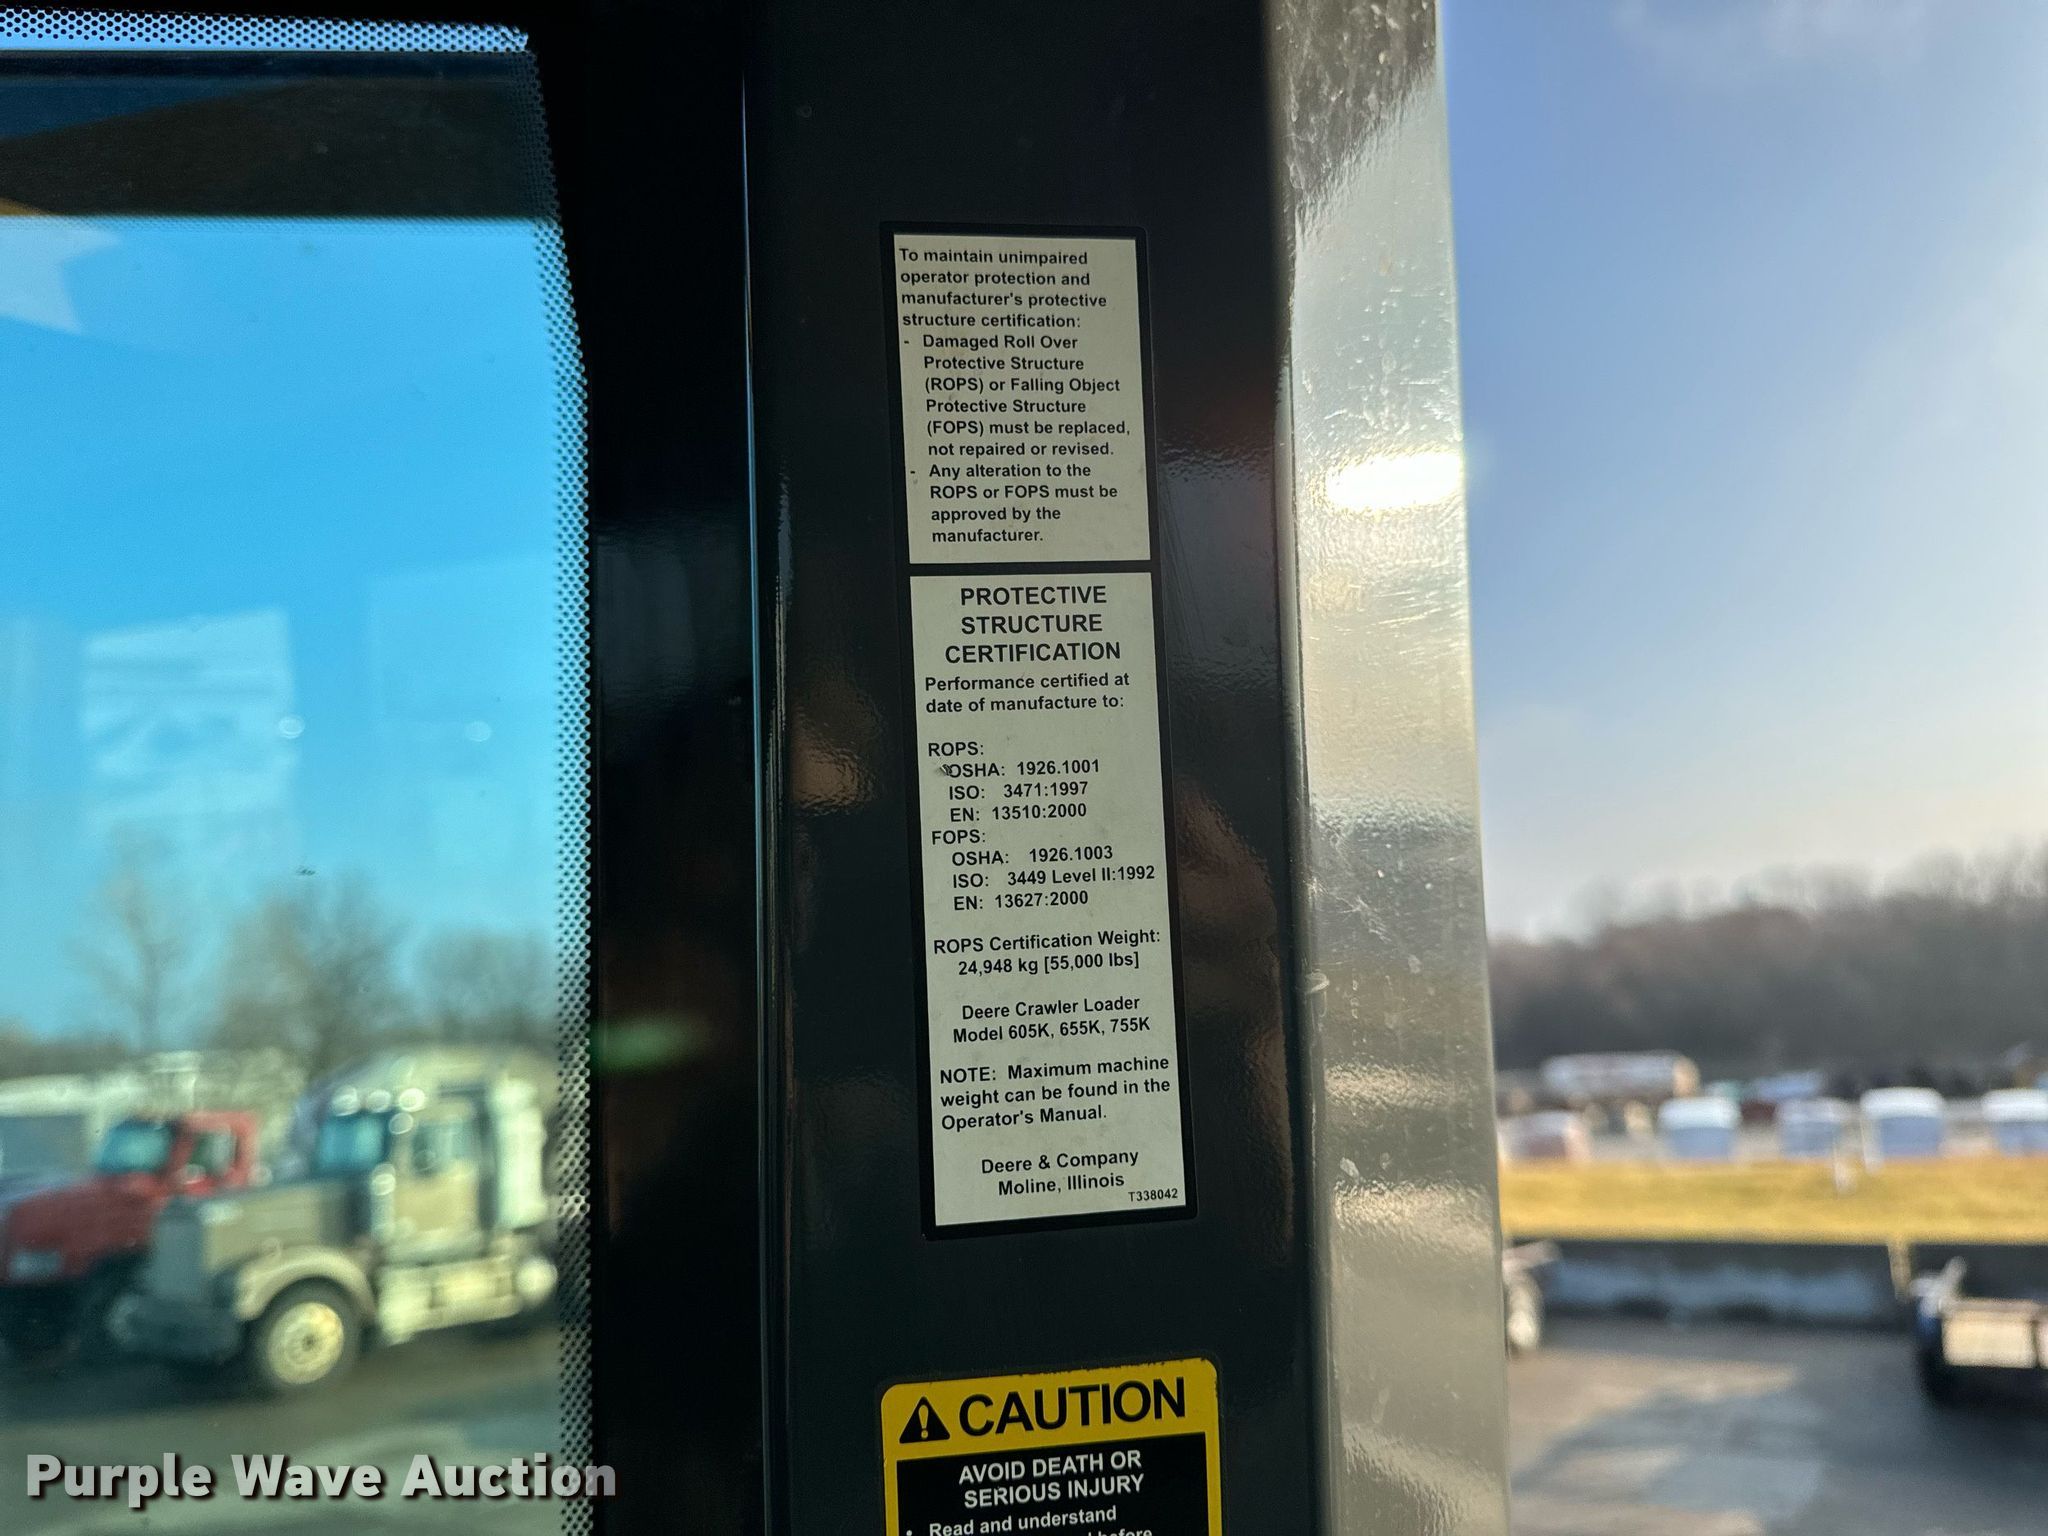 To maintain unimpaired
operator protection and
manufacturer's protective
structure certification:
- Damaged Roll Over
Protective Structure
(ROPS) or Falling Object
Protective Structure
(FOPS) must be replaced,
not repaired or revised.
- Any alteration to the
ROPS or FOPS must be
approved by the
manufacturer.
PROTECTIVE
STRUCTURE
CERTIFICATION
Performance certified at
date of manufacture to:
ROPS:
OSHA: 1926.1001
ISO: 3471:1997
EN: 13510:2000
FOPS:
OSHA: 1926.1003
ISO: 3449 Level II:1992
EN: 13627:2000
ROPS Certification Weight:
24,948 kg [55,000 lbs]
Deere Crawler Loader
Model 605K, 655K, 755K
NOTE: Maximum machine
weight can be found in the
Operator's Manual.
Deere & Company
Moline, Illinois
T338042
CAUTION
AVOID DEATH OR
SERIOUS INJURY
• Read and understand
before
Purple Wave Auction